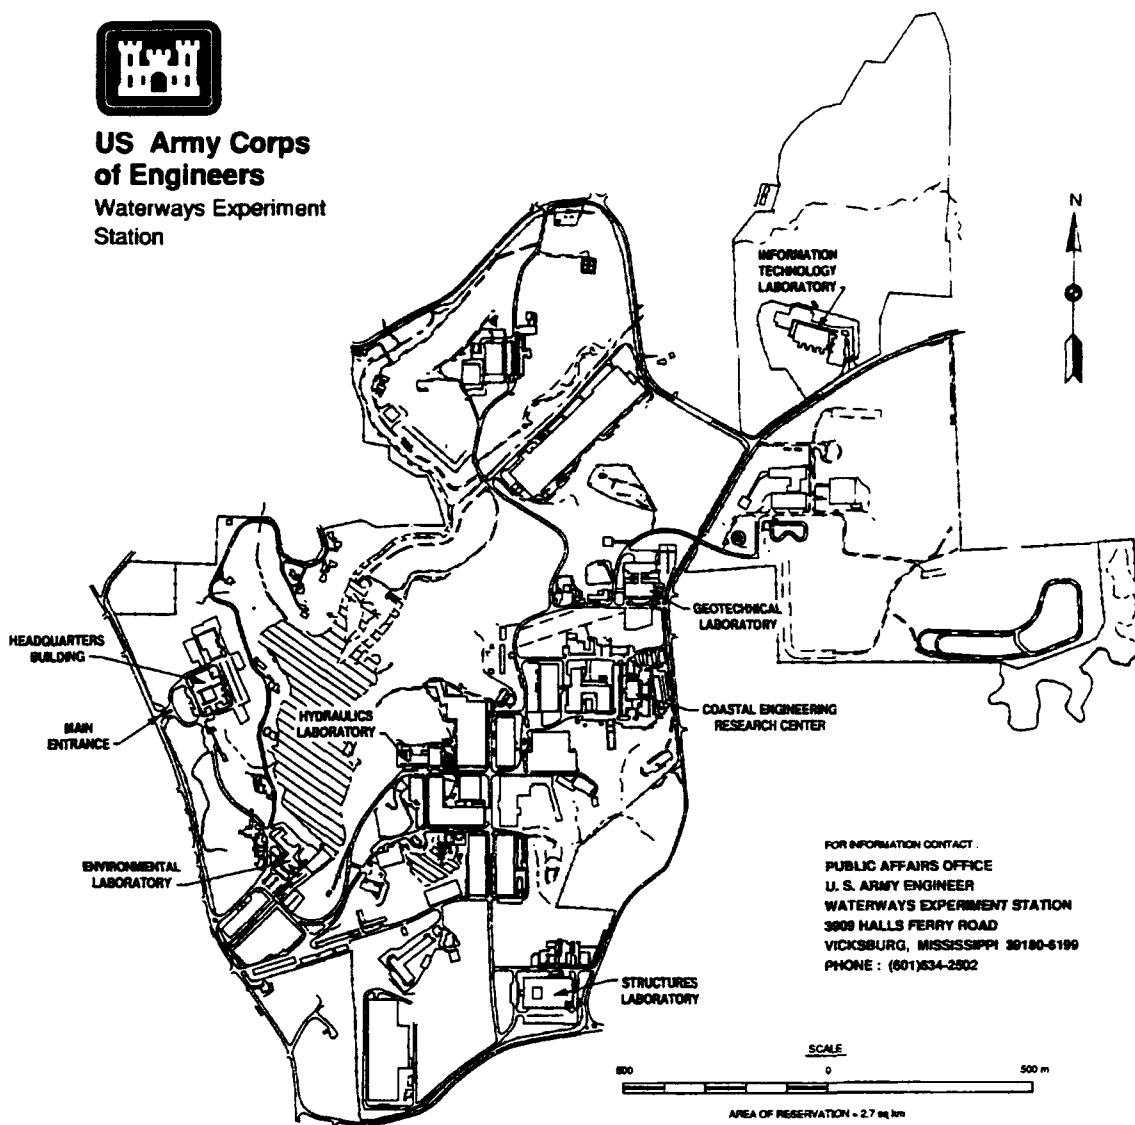 US Army Corps
of Engineers
Waterways Experiment
Station
N
INFORMATION
TECHNOLOGY
LABORATORY
GEOTECHNICAL
LABORATORY
HEADQUARTERS
BUILDING
MAIN
ENTRANCE
HYDRAULICS
LABORATORY
COASTAL ENGINEERING
RESEARCH CENTER
ENVIRONMENTAL
LABORATORY
STRUCTURES
LABORATORY
FOR INFORMATION CONTACT :
PUBLIC AFFAIRS OFFICE
U. S. ARMY ENGINEER
WATERWAYS EXPERIMENT STATION
3909 HALLS FERRY ROAD
VICKSBURG, MISSISSIPPI 39180-6199
PHONE : (601)634-2502
SCALE
500 0 500 m
AREA OF RESERVATION = 2.7 sq km